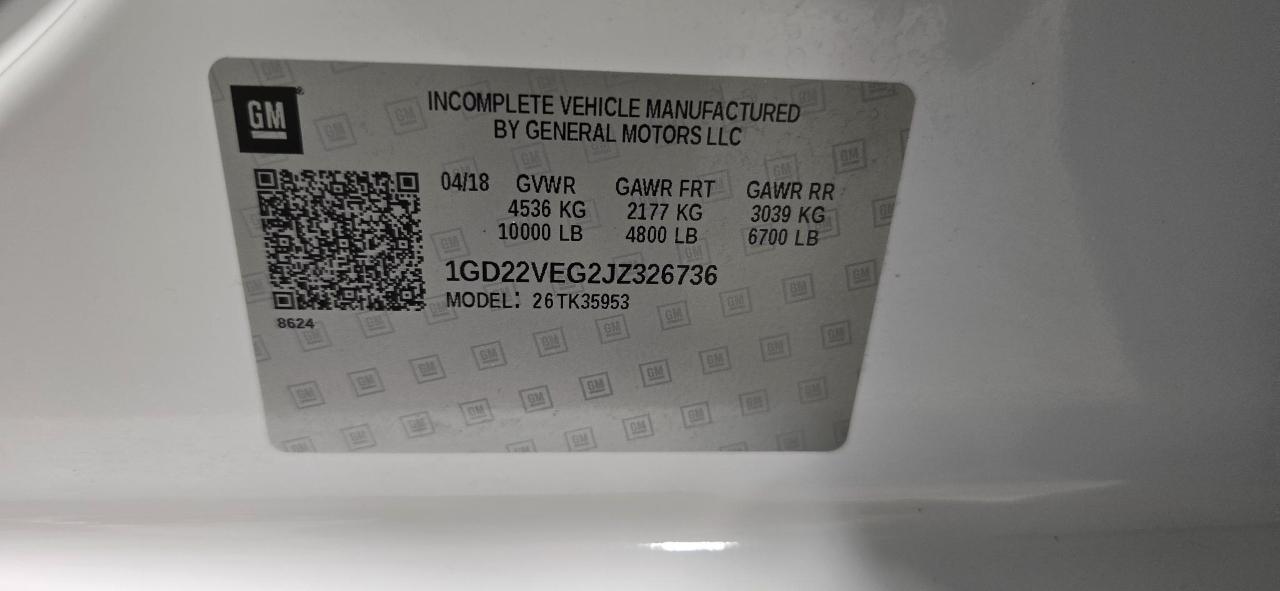 GM
INCOMPLETE VEHICLE MANUFACTURED
BY GENERAL MOTORS LLC
04/18 GVWR GAWR FRT GAWR RR
4536 KG 2177 KG 3039 KG
10000 LB 4800 LB 6700 LB
1GD22VEG2JZ326736
MODEL: 26TK35953
8624